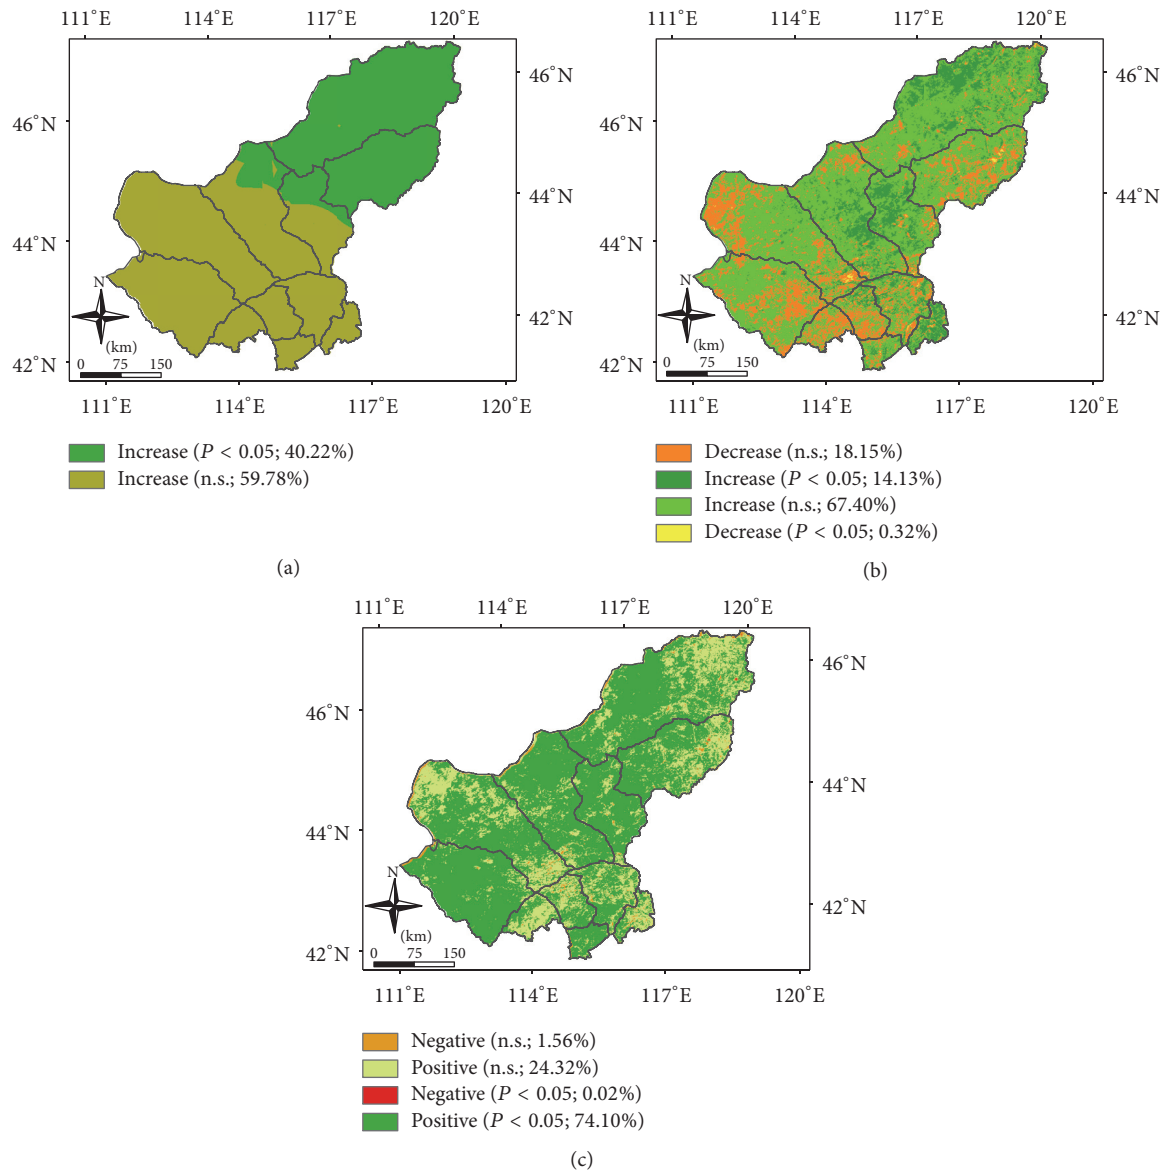 111°E 114°E 117°E 120°E
46°N
46°N
44°N
44°N
42°N
42°N
N
(km)
0 75 150
111°E 114°E 117°E 120°E
Increase (P < 0.05; 40.22%)
Increase (n.s.; 59.78%)
(a)
111°E 114°E 117°E 120°E
46°N
46°N
44°N
44°N
42°N
42°N
N
(km)
0 75 150
111°E 114°E 117°E 120°E
Decrease (n.s.; 18.15%)
Increase (P < 0.05; 14.13%)
Increase (n.s.; 67.40%)
Decrease (P < 0.05; 0.32%)
(b)
111°E 114°E 117°E 120°E
46°N
46°N
44°N
44°N
42°N
42°N
N
(km)
0 75 150
111°E 114°E 117°E 120°E
Negative (n.s.; 1.56%)
Positive (n.s.; 24.32%)
Negative (P < 0.05; 0.02%)
Positive (P < 0.05; 74.10%)
(c)